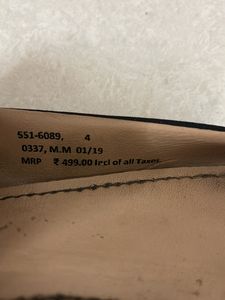 551-6089, 4
0337, M.M 01/19
MRP ₹ 499.00 Incl of all Taxes